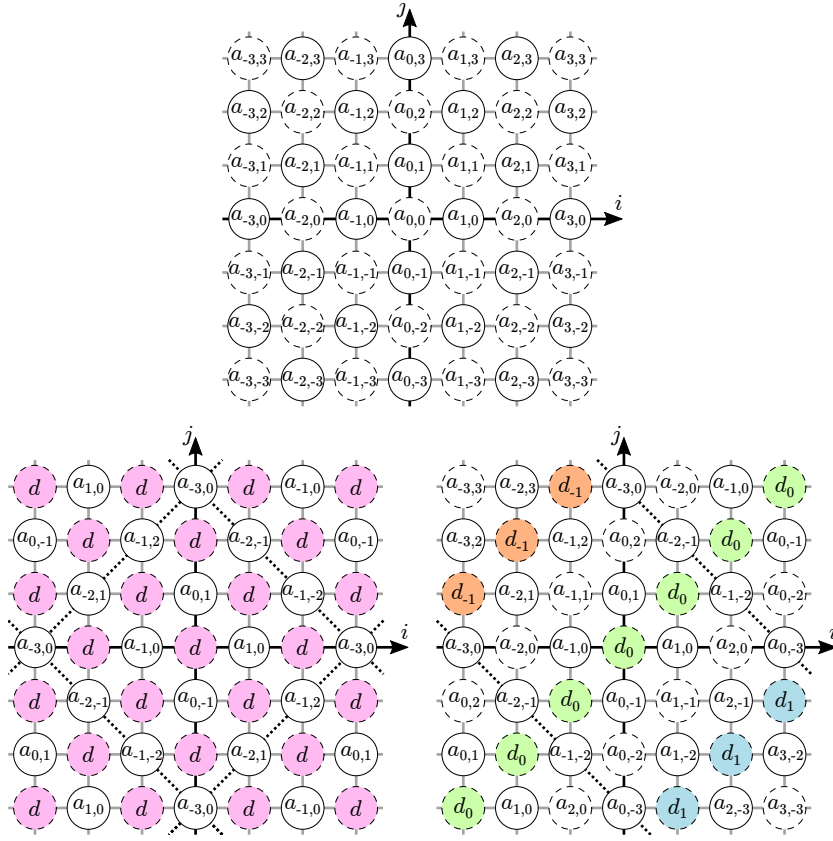 j
a-3,3 a-2,3 a-1,3 a0,3 a1,3 a2,3 a3,3
a-3,2 a-2,2 a-1,2 a0,2 a1,2 a2,2 a3,2
a-3,1 a-2,1 a-1,1 a0,1 a1,1 a2,1 a3,1
a-3,0 a-2,0 a-1,0 a0,0 a1,0 a2,0 a3,0 i
a-3,-1 a-2,-1 a-1,-1 a0,-1 a1,-1 a2,-1 a3,-1
a-3,-2 a-2,-2 a-1,-2 a0,-2 a1,-2 a2,-2 a3,-2
a-3,-3 a-2,-3 a-1,-3 a0,-3 a1,-3 a2,-3 a3,-3
j
d a1,0 d a-3,0 d a-1,0 d
a0,-1 d a-1,2 d a-2,-1 d a0,-1
d a-2,1 d a0,1 d a-1,-2 d
a-3,0 d a-1,0 d a1,0 d a-3,0 i
d a-2,-1 d a0,-1 d a-1,2 d
a0,1 d a-1,-2 d a-2,1 d a0,1
d a1,0 d a-3,0 d a-1,0 d
j
a-3,3 a-2,3 d-1 a-3,0 a-2,0 a-1,0 d0
a-3,2 d-1 a-1,2 a0,2 a-2,-1 d0 a0,-1
d-1 a-2,1 a-1,1 a0,1 d0 a-1,-2 a0,-2
a-3,0 a-2,0 a-1,0 d0 a1,0 a2,0 a0,-3 i
a0,2 a-2,-1 d0 a0,-1 a1,-1 a2,-1 d1
a0,1 d0 a-1,-2 a0,-2 a1,-2 d1 a3,-2
d0 a1,0 a2,0 a0,-3 d1 a2,-3 a3,-3